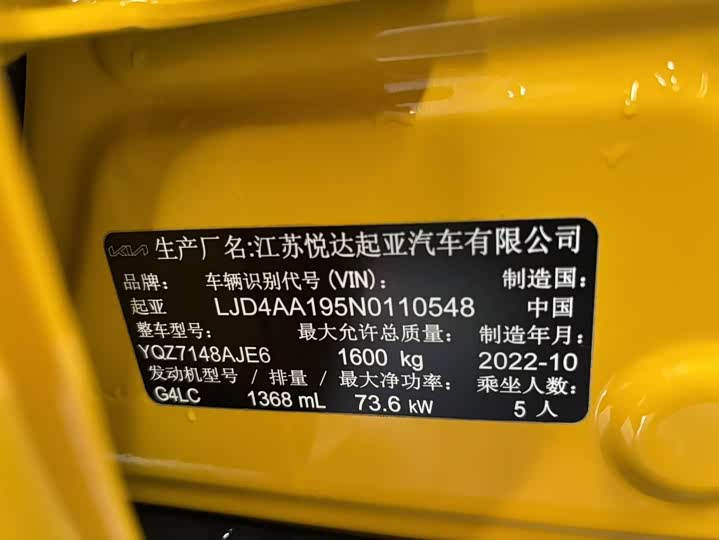 KIA 生产厂名:江苏悦达起亚汽车有限公司
品牌: 车辆识别代号(VIN): 制造国:
起亚 LJD4AA195N0110548 中国
整车型号: 最大允许总质量: 制造年月:
YQZ7148AJE6 1600 kg 2022-10
发动机型号 / 排量 / 最大净功率: 乘坐人数:
G4LC 1368 mL 73.6 kW 5 人